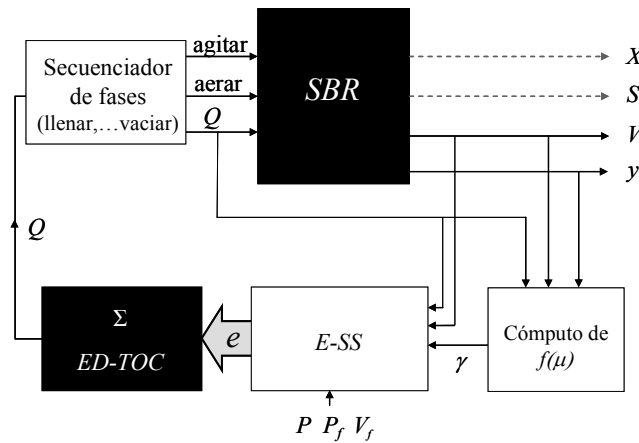 Secuenciador
de fases
(llenar,…vaciar)
agitar
aerar
Q
SBR
X
S
V
y
Q
Σ
ED-TOC
e
E-SS
γ
Cómputo de
f(μ)
P P_f V_f